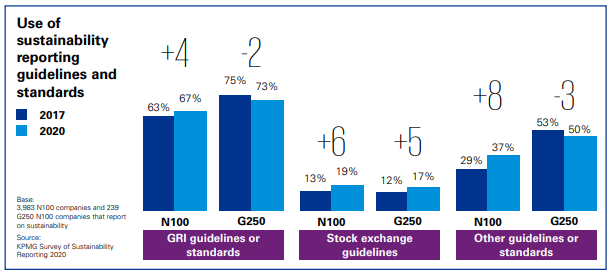 Use of
sustainability
reporting
guidelines and
standards
2017
2020
+4
-2
+6
+5
+8
-3
63%
67%
75%
73%
13%
19%
12%
17%
29%
37%
53%
50%
N100
G250
N100
G250
N100
G250
GRI guidelines or
standards
Stock exchange
guidelines
Other guidelines or
standards
Base:
3,983 N100 companies and 239
G250 N100 companies that report
on sustainability
Source:
KPMG Survey of Sustainability
Reporting 2020